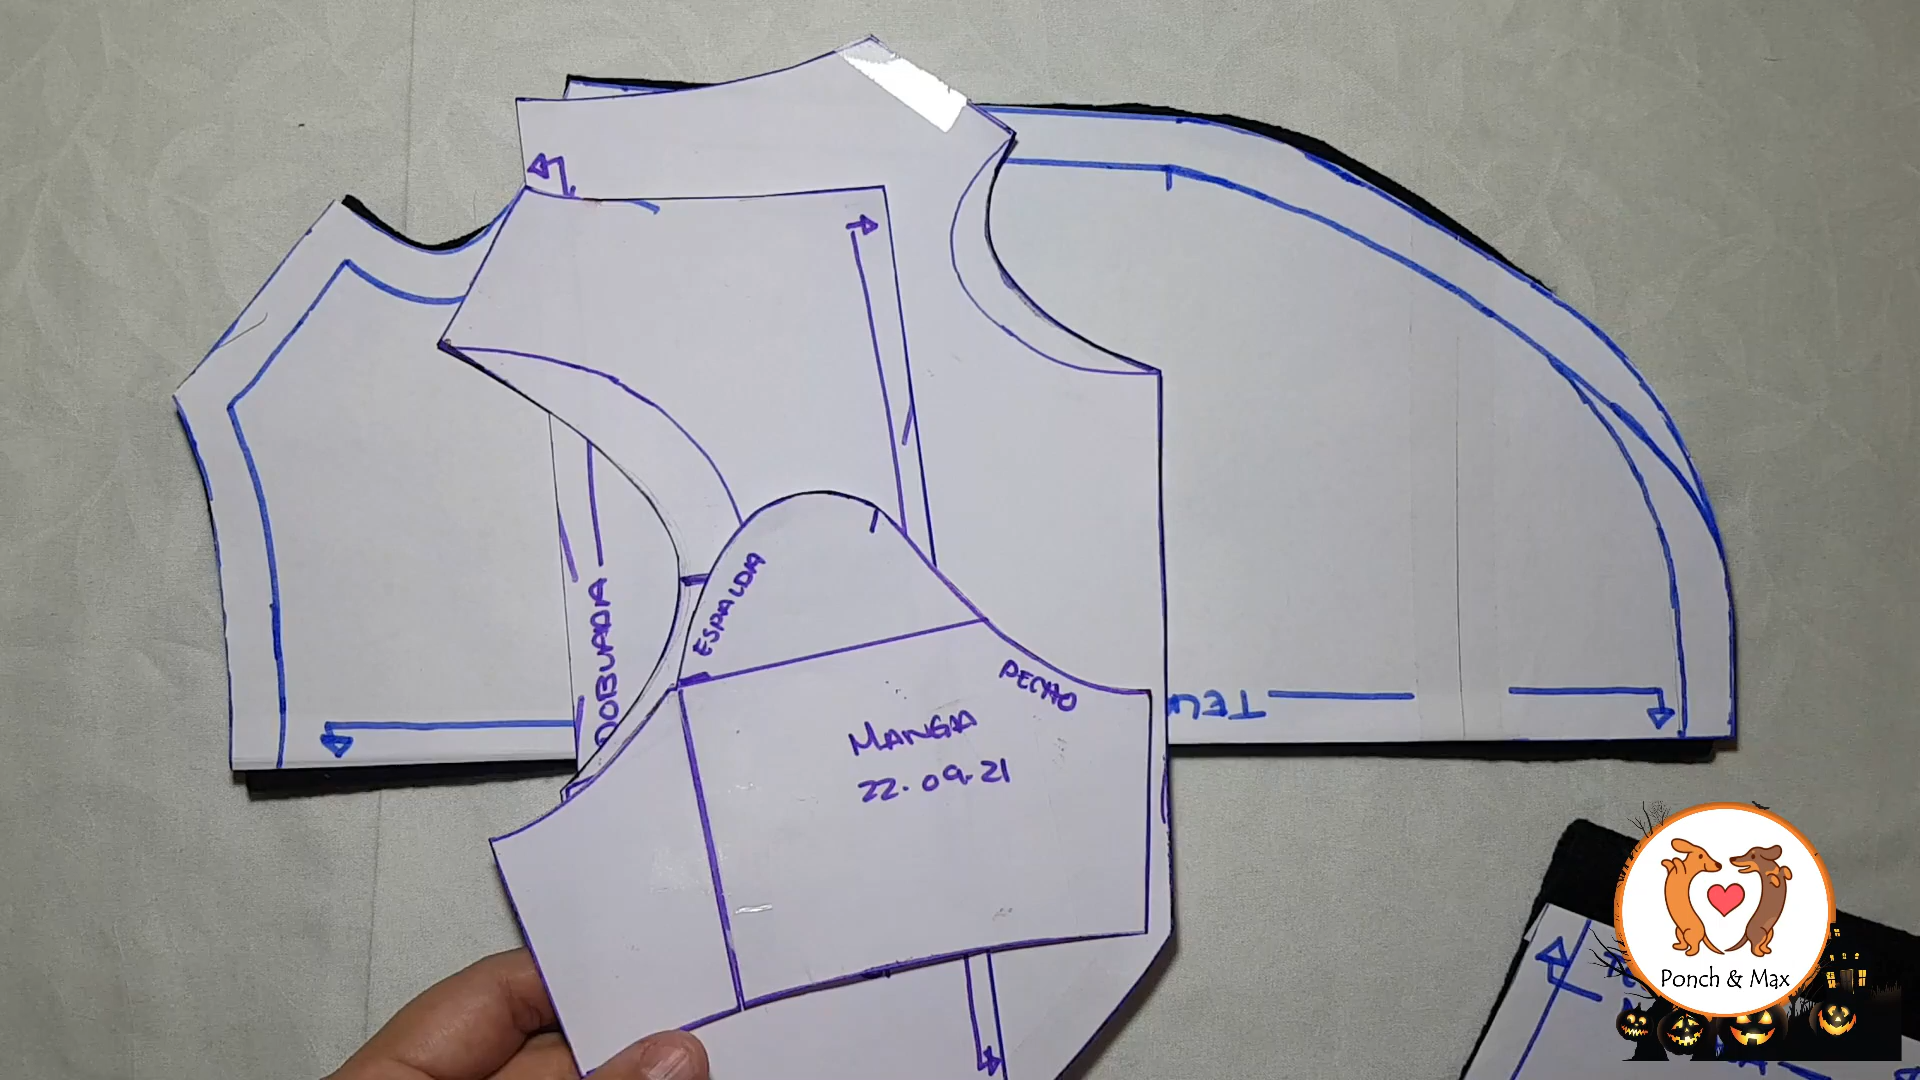 ESPALDA
PECHO
MANGA
22.09.21
DOBLADA
TELA
Ponch & Max